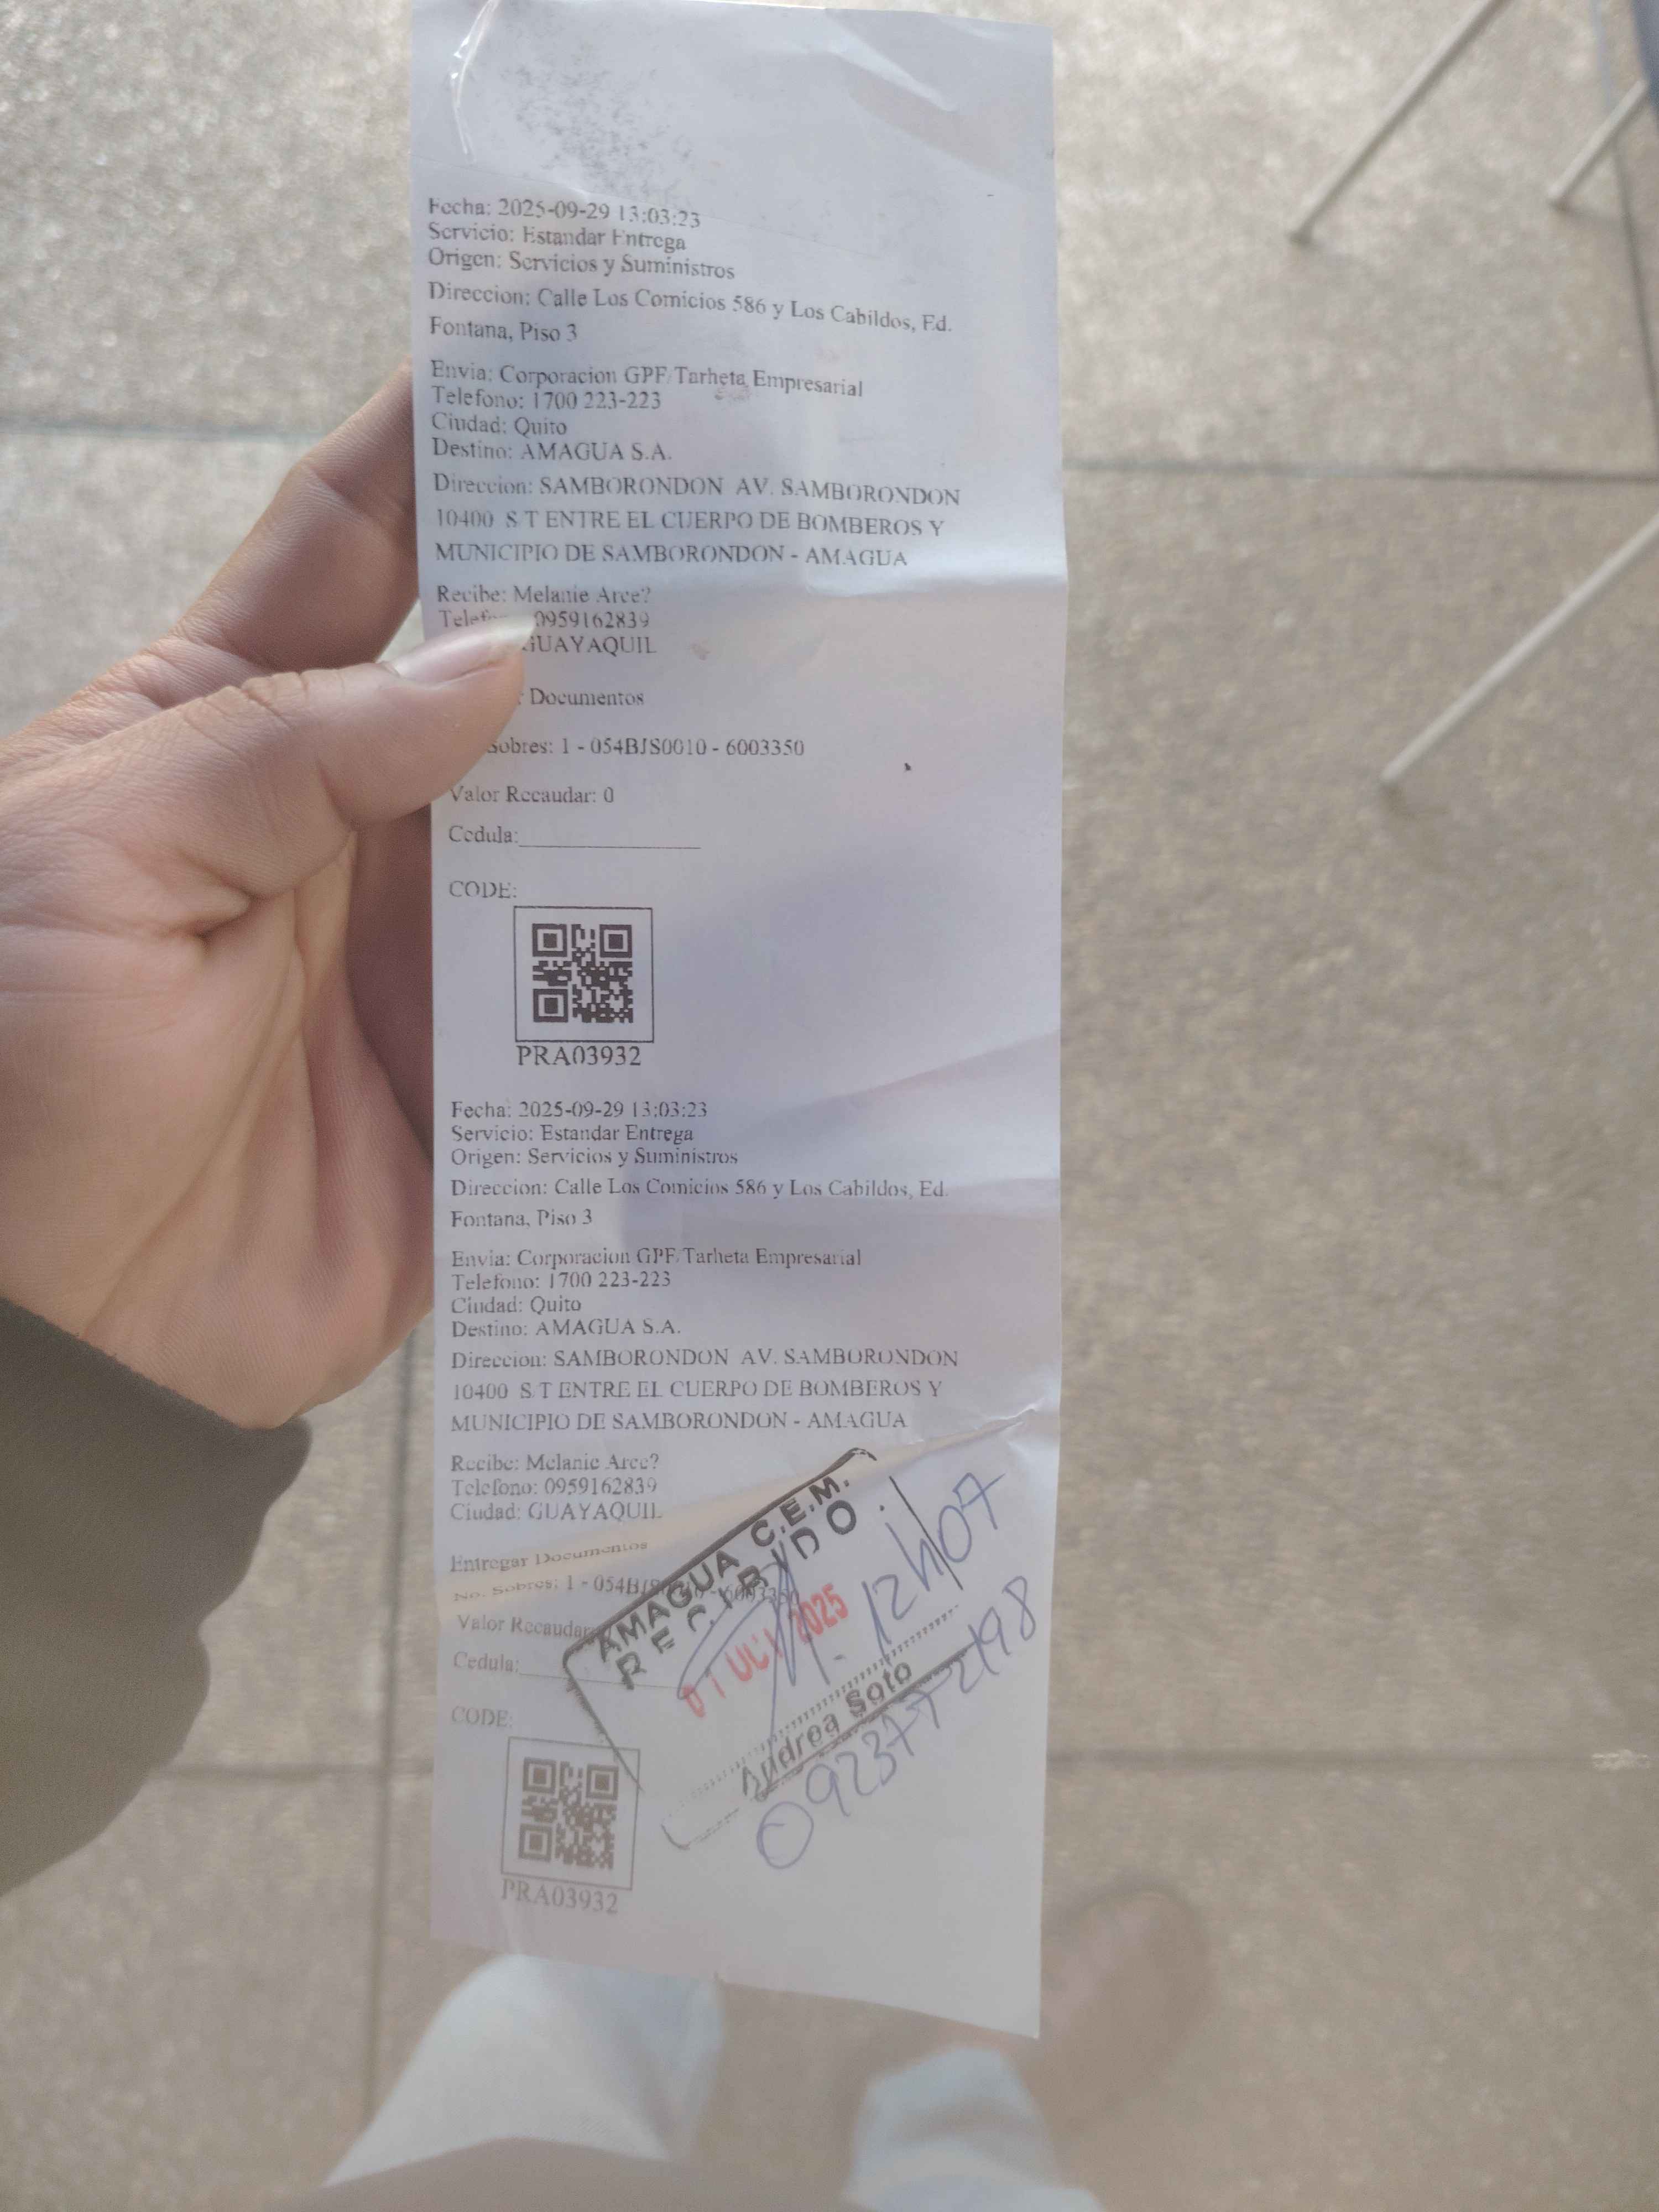 Fecha: 2025-09-29 13:03:23
Servicio: Estandar Entrega
Origen: Servicios y Suministros
Direccion: Calle Los Comicios 586 y Los Cabildos, Ed.
Fontana, Piso 3
Envia: Corporacion GPF/Tarheta Empresarial
Telefono: 1700 223-223
Ciudad: Quito
Destino: AMAGUA S.A.
Direccion: SAMBORONDON AV. SAMBORONDON
10400 S/T ENTRE EL CUERPO DE BOMBEROS Y
MUNICIPIO DE SAMBORONDON - AMAGUA
Recibe: Melanie Arce?
0959162839
GUAYAQUIL
Documentos
Sobres: 1 - 054BJS0010 - 6003350
Valor Recaudar: 0
Cedula:
CODE:
PRA03932
Fecha: 2025-09-29 13:03:23
Servicio: Estandar Entrega
Origen: Servicios y Suministros
Direccion: Calle Los Comicios 586 y Los Cabildos, Ed.
Fontana, Piso 3
Envia: Corporacion GPF/Tarheta Empresarial
Telefono: 1700 223-223
Ciudad: Quito
Destino: AMAGUA S.A.
Direccion: SAMBORONDON AV. SAMBORONDON
10400 S/T ENTRE EL CUERPO DE BOMBEROS Y
MUNICIPIO DE SAMBORONDON - AMAGUA
Recibe: Melanie Arce?
Telefono: 0959162839
Ciudad: GUAYAQUIL
Entregar Documentos
No. Sobres: 1 -
Valor Recaudar
Cedula:
CODE:
PRA03932
AMAGUA C.E.M.
RECIBIDO
01 OCT 2025
12h07
Andrea Soto